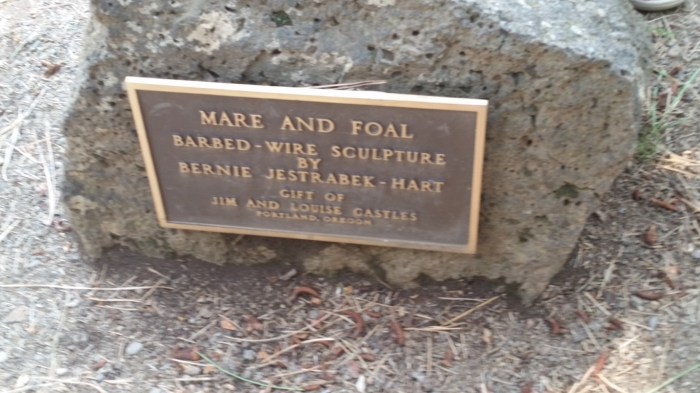 MARE AND FOAL
BARBED-WIRE SCULPTURE
BY
BERNIE JESTRABEK-HART
GIFT OF
JIM AND LOUISE CASTLES
PORTLAND, OREGON